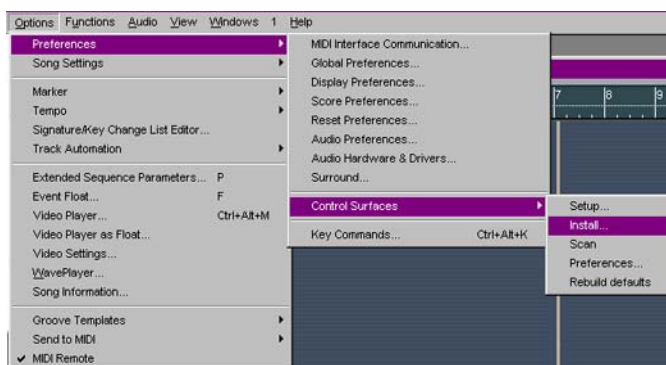 Options Functions Audio View Windows 1 Help
Preferences
Song Settings
Marker
Tempo
Signature/Key Change List Editor...
Track Automation
Extended Sequence Parameters... P
Event Float... F
Video Player... Ctrl+Alt+M
Video Player as Float...
Video Settings...
WavePlayer...
Song Information...
Groove Templates
Send to MIDI
✔ MIDI Remote
MIDI Interface Communication...
Global Preferences...
Display Preferences...
Score Preferences...
Reset Preferences...
Audio Preferences...
Audio Hardware & Drivers...
Surround...
Control Surfaces
Key Commands... Ctrl+Alt+K
7 8 9
Setup...
Install...
Scan
Preferences...
Rebuild defaults